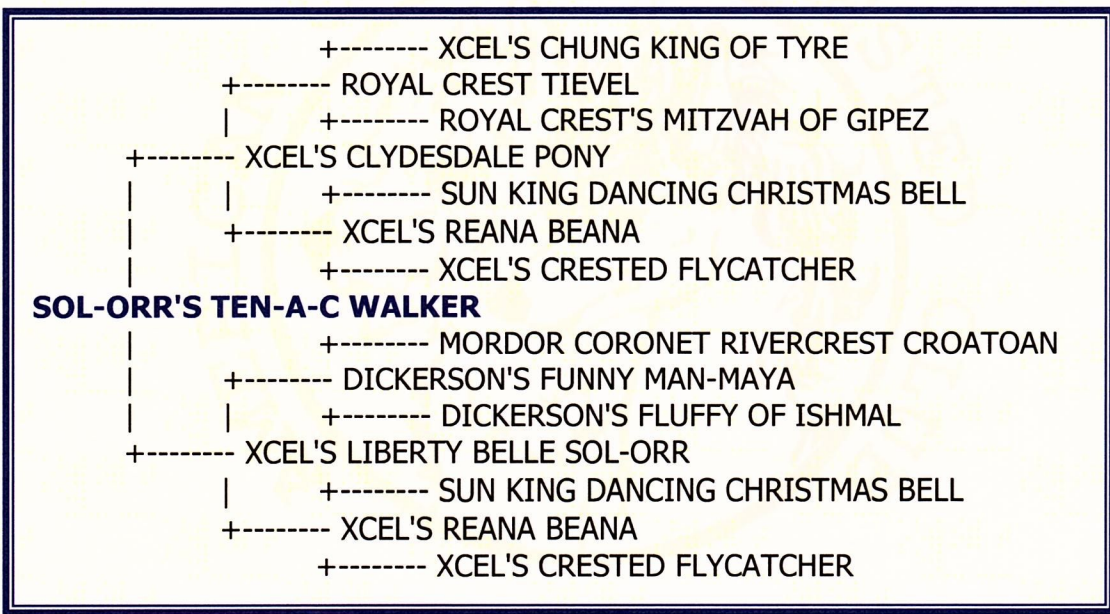 +-------- XCEL'S CHUNG KING OF TYRE
+-------- ROYAL CREST TIEVEL
| +-------- ROYAL CREST'S MITZVAH OF GIPEZ
+-------- XCEL'S CLYDESDALE PONY
| | +-------- SUN KING DANCING CHRISTMAS BELL
| +-------- XCEL'S REANA BEANA
| +-------- XCEL'S CRESTED FLYCATCHER
SOL-ORR'S TEN-A-C WALKER
| +-------- MORDOR CORONET RIVERCREST CROATOAN
| +-------- DICKERSON'S FUNNY MAN-MAYA
| | +-------- DICKERSON'S FLUFFY OF ISHMAL
+-------- XCEL'S LIBERTY BELLE SOL-ORR
| +-------- SUN KING DANCING CHRISTMAS BELL
+-------- XCEL'S REANA BEANA
+-------- XCEL'S CRESTED FLYCATCHER